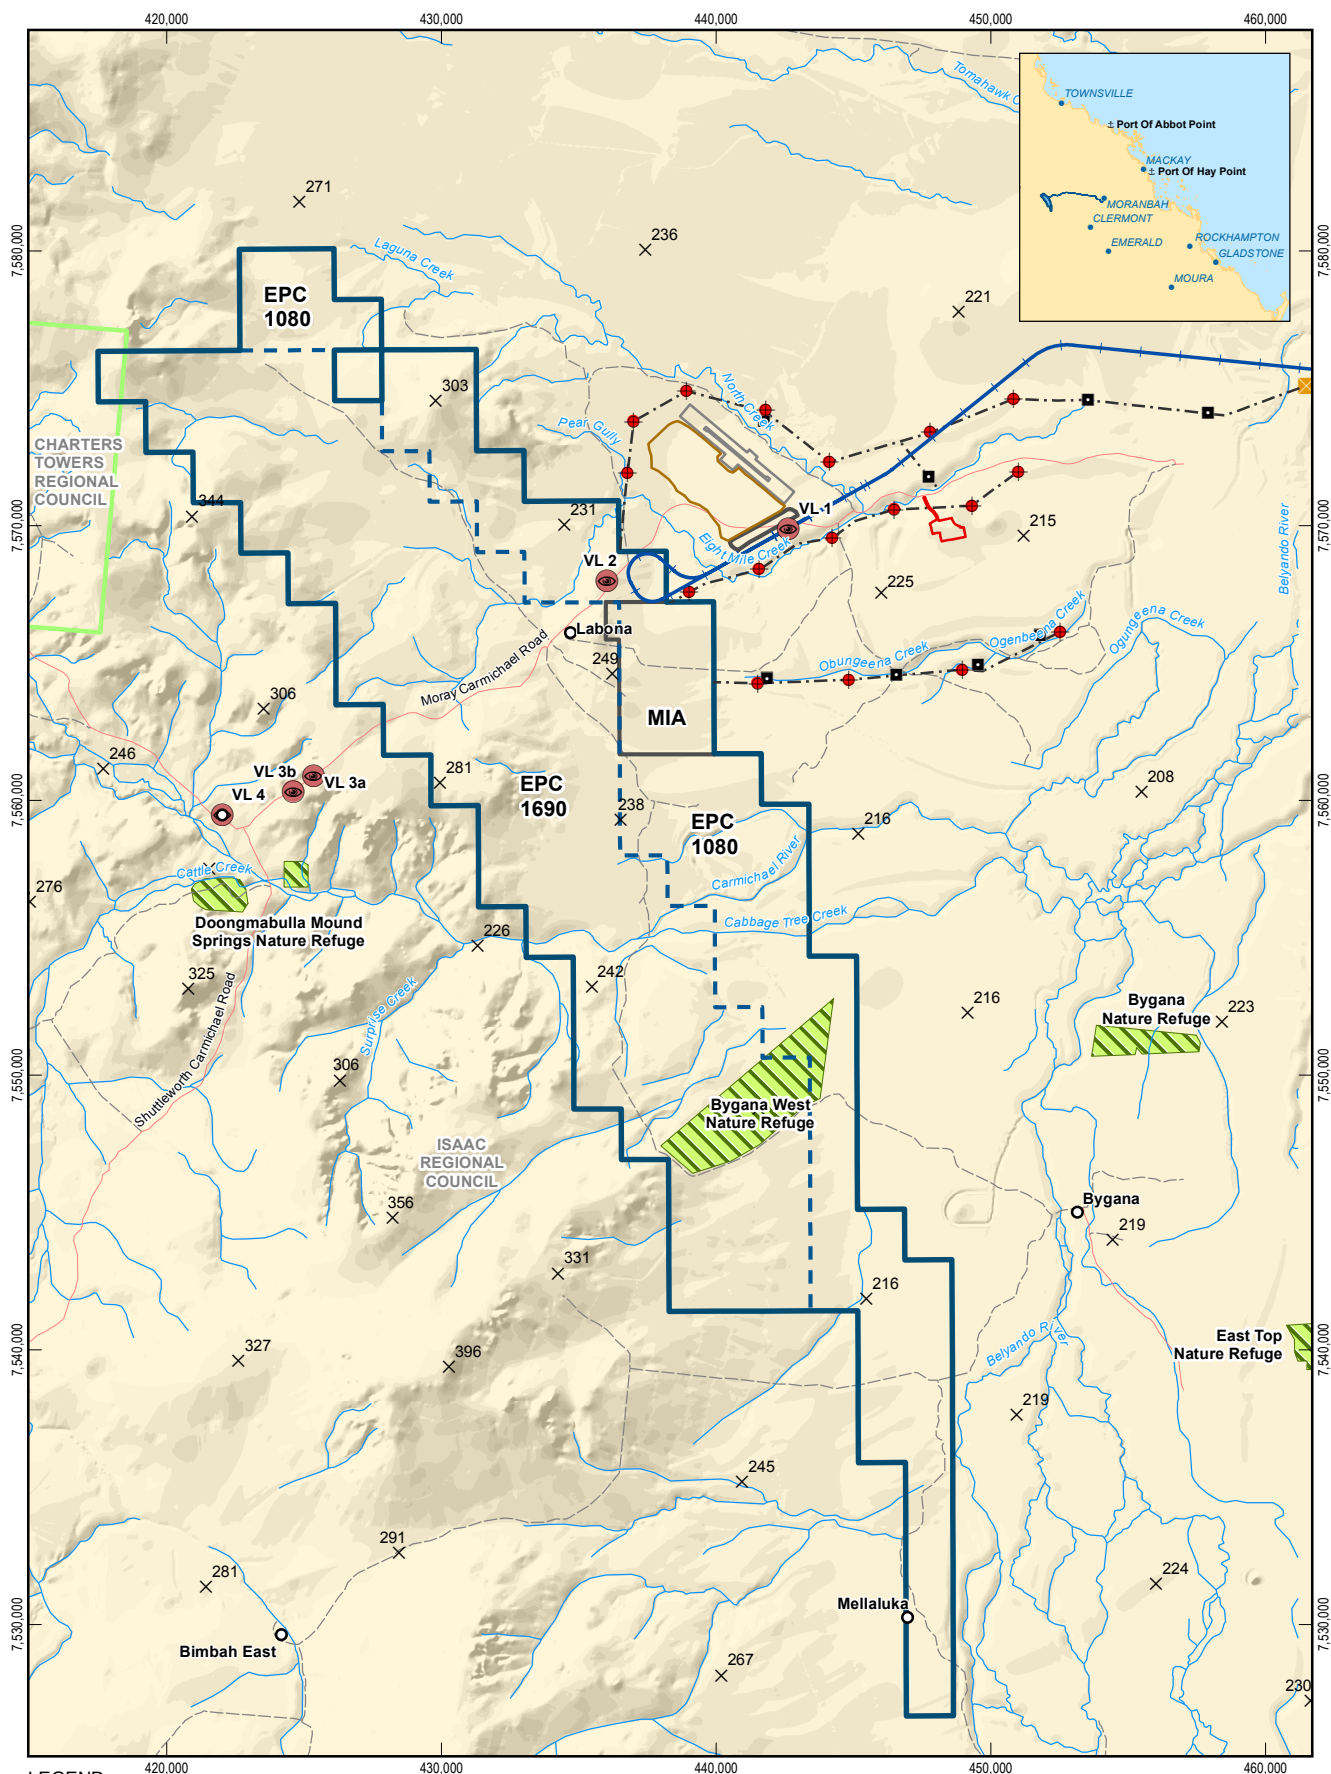 420,000
430,000
440,000
450,000
460,000
Tomahawk C
TOWNSVILLE
Port Of Abbot Point
MACKAY
Port Of Hay Point
MORANBAH
CLERMONT
EMERALD
ROCKHAMPTON
GLADSTONE
MOURA
271
236
221
7,580,000
7,580,000
Laguna Creek
EPC
1080
303
North Creek
Pear Gully
CHARTERS
TOWERS
REGIONAL
COUNCIL
344
231
VL 1
215
7,570,000
7,570,000
Eight Mile Creek
Belyando River
VL 2
225
Labona
Ogenbeena Creek
Ogungeena Creek
Obungeena Creek
Moray Carmichael Road
249
306
MIA
246
VL 3b
VL 3a
VL 4
281
EPC
1690
208
7,560,000
7,560,000
238
EPC
1080
216
Carmichael River
Cattle Creek
276
Doongmabulla Mound
Springs Nature Refuge
Cabbage Tree Creek
226
325
242
216
Bygana
Nature Refuge
223
Surprise Creek
Shuttleworth Carmichael Road
306
7,550,000
7,550,000
Bygana West
Nature Refuge
ISAAC
REGIONAL
COUNCIL
356
Bygana
219
331
216
327
396
Belyando River
East Top
Nature Refuge
7,540,000
7,540,000
219
245
291
281
224
Mellaluka
7,530,000
7,530,000
Bimbah East
267
230
420,000
430,000
440,000
450,000
460,000
LEGEND